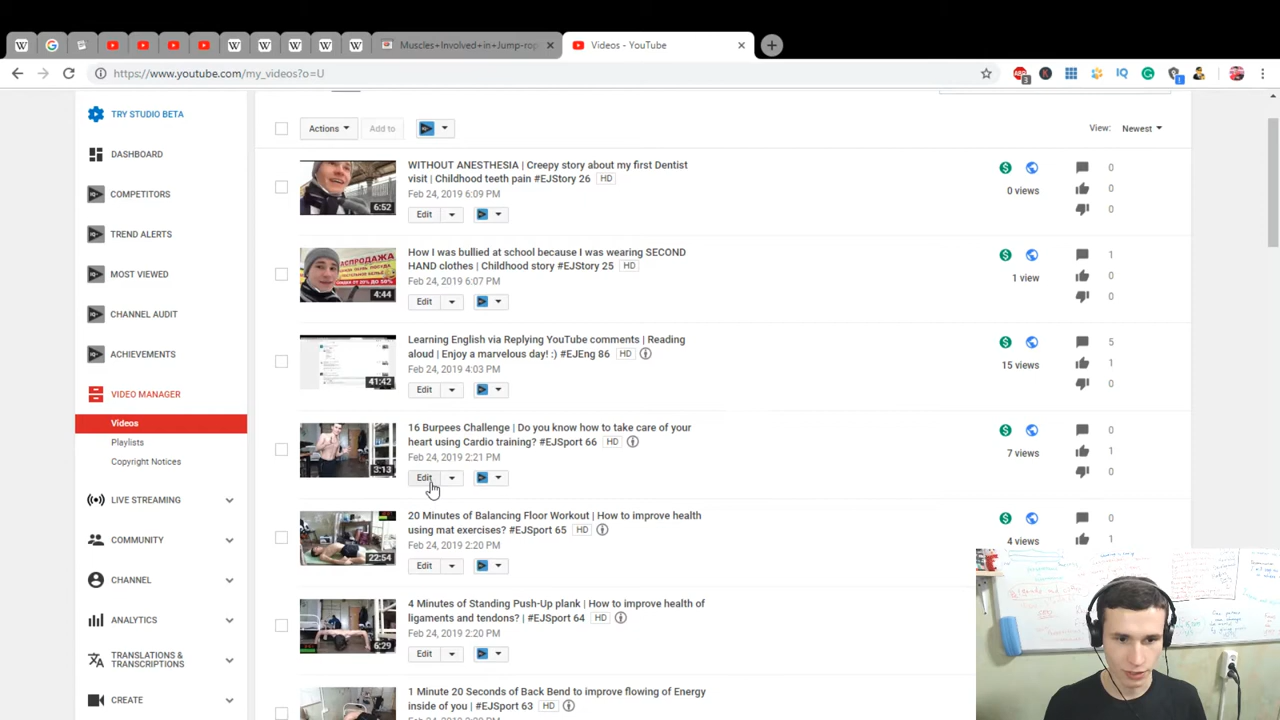 Muscles+Involved+in+Jump-rop
Videos - YouTube
https://www.youtube.com/my_videos?o=U
TRY STUDIO BETA
DASHBOARD
COMPETITORS
TREND ALERTS
MOST VIEWED
CHANNEL AUDIT
ACHIEVEMENTS
VIDEO MANAGER
Videos
Playlists
Copyright Notices
LIVE STREAMING
COMMUNITY
CHANNEL
ANALYTICS
TRANSLATIONS &
TRANSCRIPTIONS
CREATE
Actions Add to
View: Newest
WITHOUT ANESTHESIA | Creepy story about my first Dentist
visit | Childhood teeth pain #EJStory 26 HD
Feb 24, 2019 6:09 PM
6:52
Edit
0 views
0
0
0
How I was bullied at school because I was wearing SECOND
HAND clothes | Childhood story #EJStory 25 HD
Feb 24, 2019 6:07 PM
4:44
Edit
1 view
1
0
0
Learning English via Replying YouTube comments | Reading
aloud | Enjoy a marvelous day! :) #EJEng 86 HD
Feb 24, 2019 4:03 PM
41:42
Edit
15 views
5
1
0
16 Burpees Challenge | Do you know how to take care of your
heart using Cardio training? #EJSport 66 HD
Feb 24, 2019 2:21 PM
3:13
Edit
7 views
0
1
0
20 Minutes of Balancing Floor Workout | How to improve health
using mat exercises? #EJSport 65 HD
Feb 24, 2019 2:20 PM
22:54
Edit
4 views
0
1
4 Minutes of Standing Push-Up plank | How to improve health of
ligaments and tendons? | #EJSport 64 HD
Feb 24, 2019 2:20 PM
6:29
Edit
1 Minute 20 Seconds of Back Bend to improve flowing of Energy
inside of you | #EJSport 63 HD